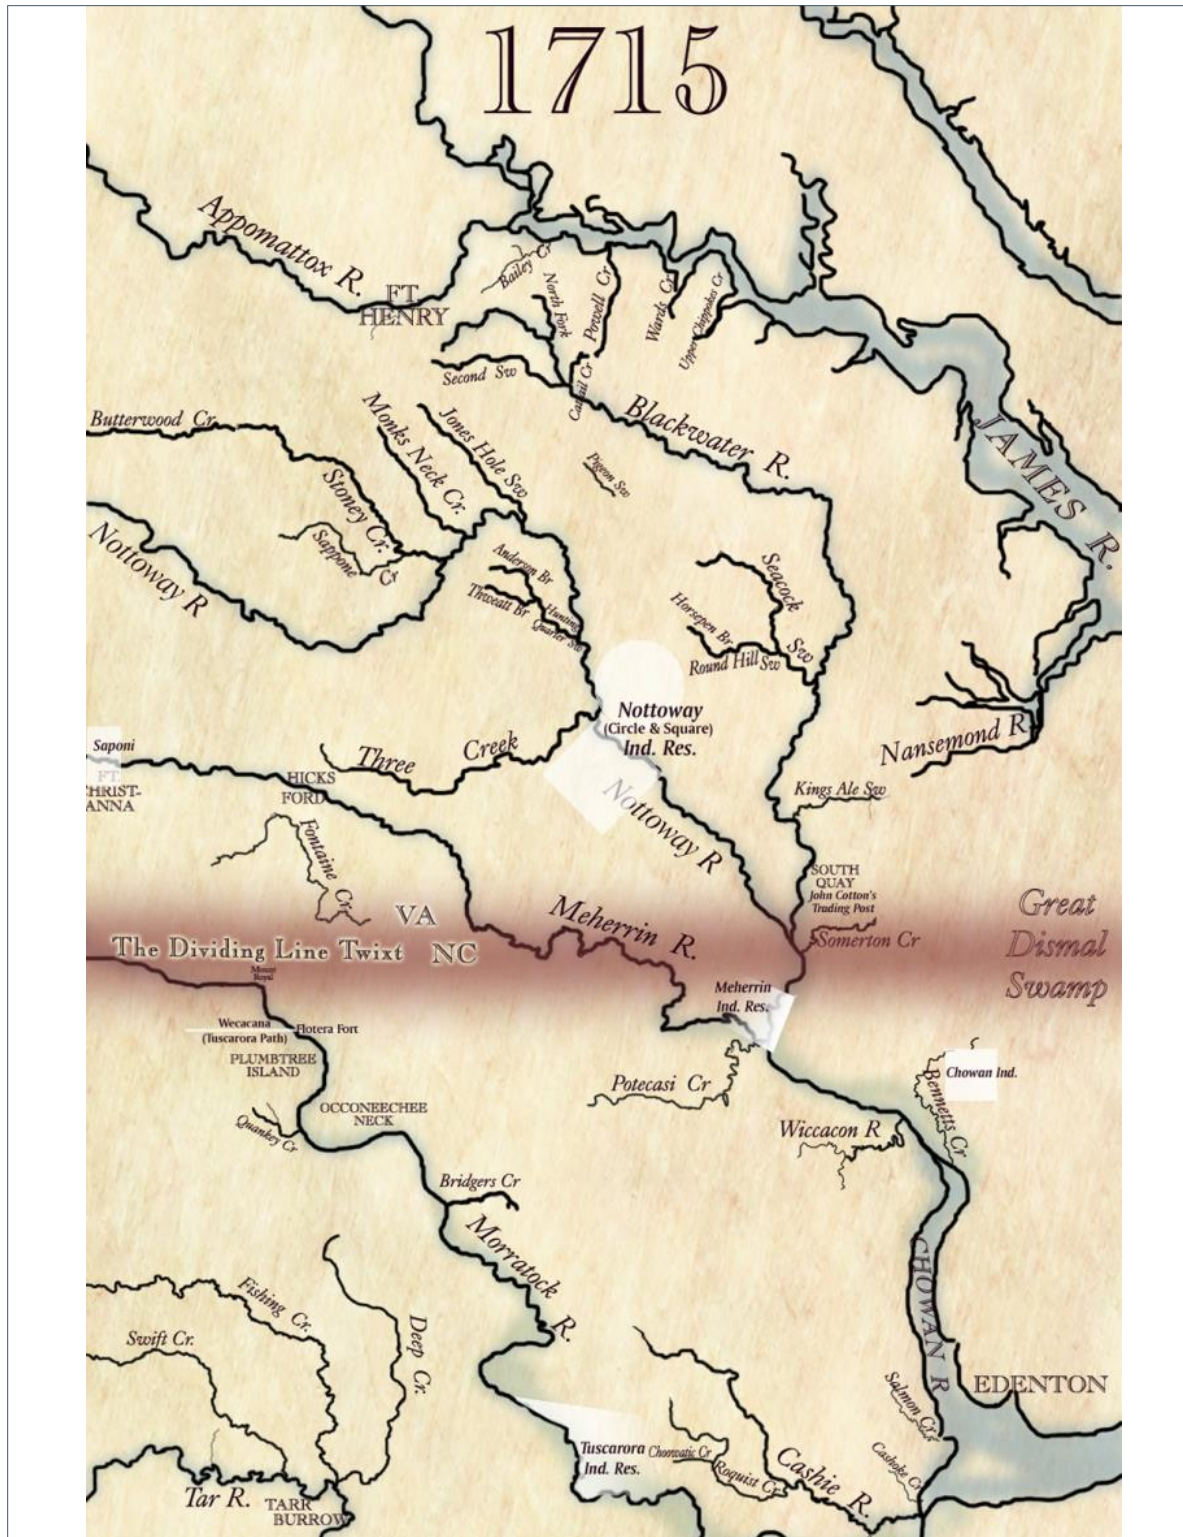 1715
Appomattox R.
FT.
HENRY
Bailey Cr
North Fork
Powell Cr
Wards Cr
Upper Chippokes Cr
Second Sw
Cattail Cr
Blackwater R.
JAMES R.
Butterwood Cr.
Monks Neck Cr.
Jones Hole Sw
Pigeon Sw
Stoney Cr.
Sappone Cr
Nottoway R
Anderson Br
Thweatt Br
Hunting
Quarter Sw
Seacock Sw
Horsepen Br
Round Hill Sw
Nottoway
(Circle & Square)
Ind. Res.
Nansemond R
Saponi
FT.
CHRIST-
ANNA
HICKS
FORD
Three Creek
Nottoway R
Kings Ale Sw
Fontaine Cr.
SOUTH
QUAY
John Cotton's
Trading Post
Great
Dismal
Swamp
VA
Meherrin R.
Somerton Cr
The Dividing Line Twixt NC
Mount
Royal
Meherrin
Ind. Res.
Wecacana
(Tuscarora Path)
Hotera Fort
PLUMBTREE
ISLAND
Potecasi Cr
Chowan Ind.
Bennetts Cr
OCCONEECHEE
NECK
Quankey Cr
Wiccacon R
Bridgers Cr
Morratock R.
CHOWAN R
Fishing Cr.
Swift Cr.
Deep Cr.
EDENTON
Salmon Cr.
Tuscarora
Ind. Res.
Choowatic Cr
Roquist Cr
Cashie R.
Cashoke Cr
Tar R.
TARR
BURROW